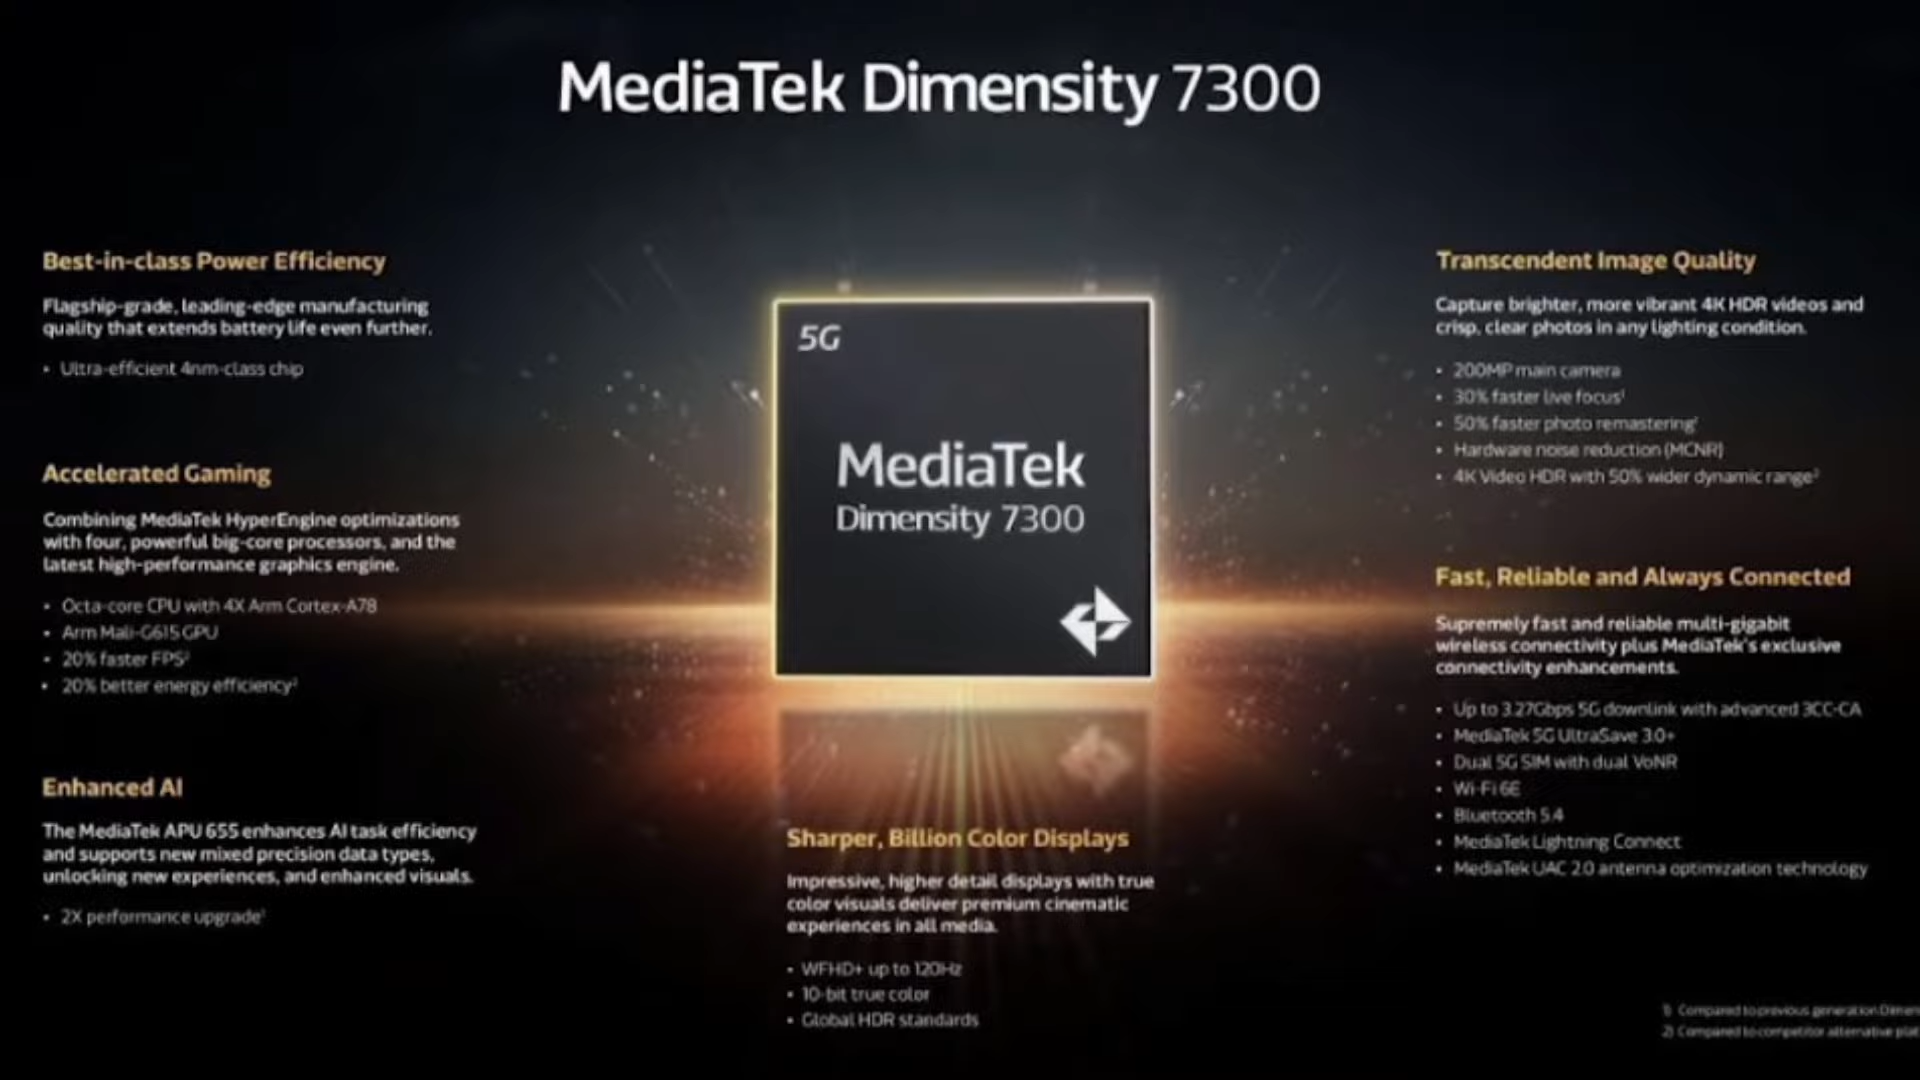 MediaTek Dimensity 7300
Best-in-class Power Efficiency
Flagship-grade, leading-edge manufacturing
quality that extends battery life even further.
• Ultra-efficient 4nm-class chip
Accelerated Gaming
Combining MediaTek HyperEngine optimizations
with four, powerful big-core processors, and the
latest high-performance graphics engine.
• Octa-core CPU with 4X Arm Cortex-A78
• Arm Mali-G615 GPU
• 20% faster FPS²
• 20% better energy efficiency²
Enhanced AI
The MediaTek APU 655 enhances AI task efficiency
and supports new mixed precision data types,
unlocking new experiences, and enhanced visuals.
• 2X performance upgrade¹
5G
MediaTek
Dimensity 7300
Sharper, Billion Color Displays
Impressive, higher detail displays with true
color visuals deliver premium cinematic
experiences in all media.
• WFHD+ up to 120Hz
• 10-bit true color
• Global HDR standards
Transcendent Image Quality
Capture brighter, more vibrant 4K HDR videos and
crisp, clear photos in any lighting condition.
• 200MP main camera
• 30% faster live focus¹
• 50% faster photo remastering¹
• Hardware noise reduction (MCNR)
• 4K Video HDR with 50% wider dynamic range²
Fast, Reliable and Always Connected
Supremely fast and reliable multi-gigabit
wireless connectivity plus MediaTek's exclusive
connectivity enhancements.
• Up to 3.27Gbps 5G downlink with advanced 3CC-CA
• MediaTek 5G UltraSave 3.0+
• Dual 5G SIM with dual VoNR
• Wi-Fi 6E
• Bluetooth 5.4
• MediaTek Lightning Connect
• MediaTek UAC 2.0 antenna optimization technology
1) Compared to previous generation Dimen
2) Compared to competitor alternative plat